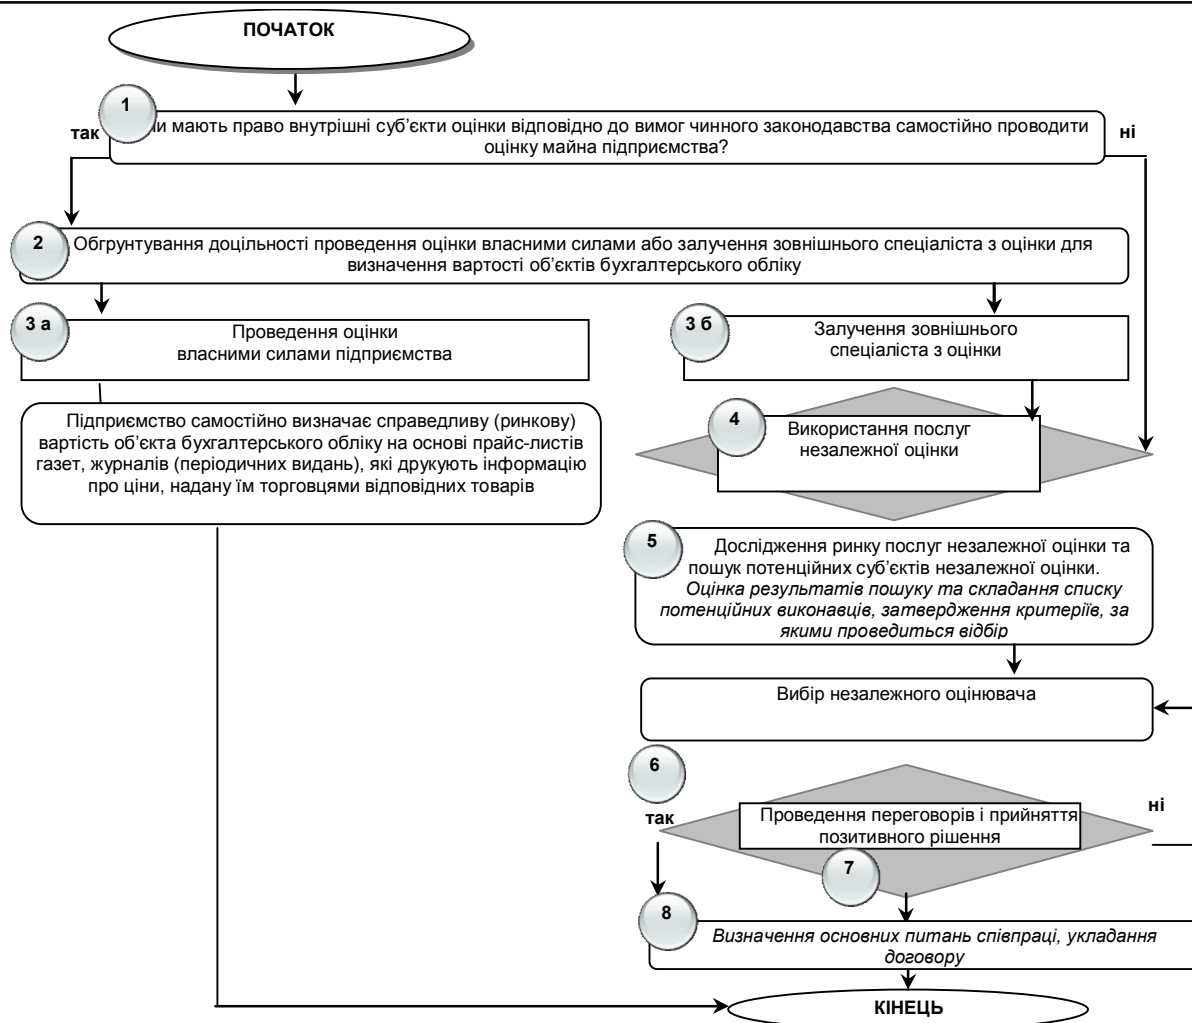 ПОЧАТОК
1
так
ни мають право внутрішні суб’єкти оцінки відповідно до вимог чинного законодавства самостійно проводити
оцінку майна підприємства?
ні
2
Обгрунтування доцільності проведення оцінки власними силами або залучення зовнішнього спеціаліста з оцінки для
визначення вартості об’єктів бухгалтерського обліку
3 а
Проведення оцінки
власними силами підприємства
3 б
Залучення зовнішнього
спеціаліста з оцінки
Підприємство самостійно визначає справедливу (ринкову)
вартість об’єкта бухгалтерського обліку на основі прайс-листів
газет, журналів (періодичних видань), які друкують інформацію
про ціни, надану їм торговцями відповідних товарів
4
Використання послуг
незалежної оцінки
5
Дослідження ринку послуг незалежної оцінки та
пошук потенційних суб’єктів незалежної оцінки.
Оцінка результатів пошуку та складання списку
потенційних виконавців, затвердження критеріїв, за
якими проведиться відбір
Вибір незалежного оцінювача
6
так
Проведення переговорів і прийняття
позитивного рішення
ні
7
8
Визначення основних питань співпраці, укладання
договору
КІНЕЦЬ